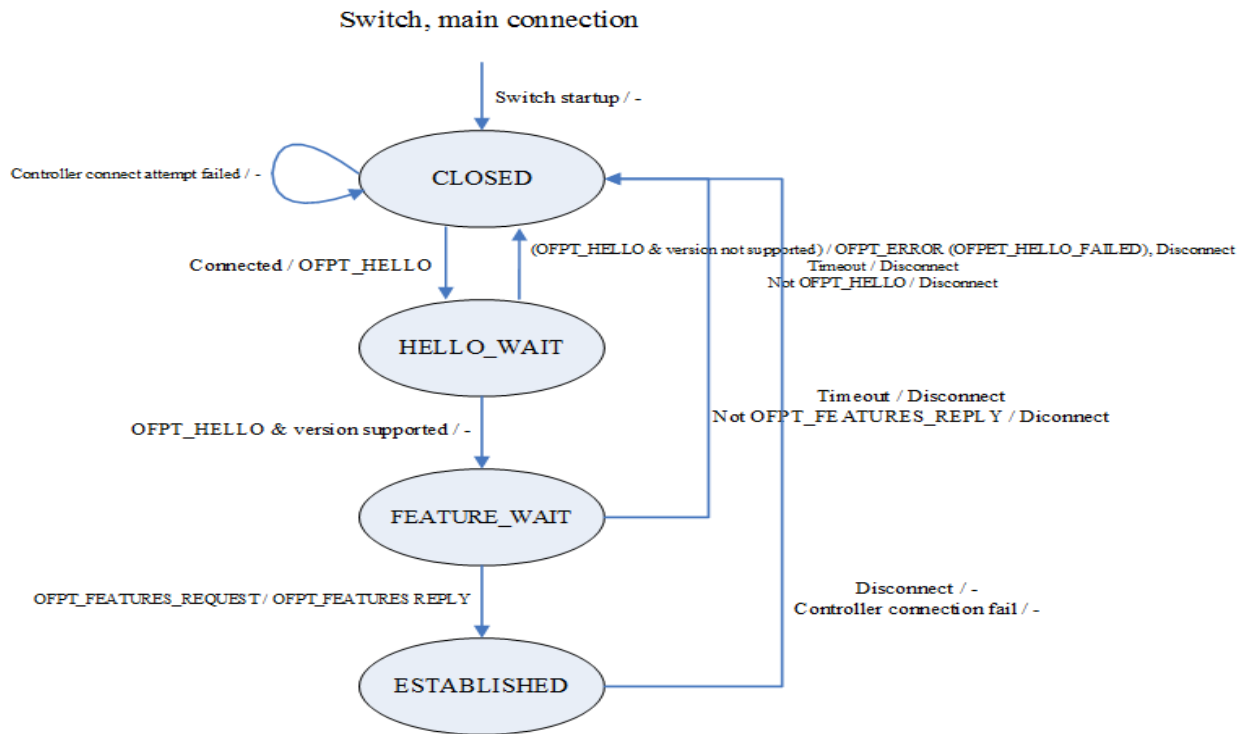 Switch, main connection
Switch startup / -
Controller connect attempt failed / -
CLOSED
(OFPT_HELLO & version not supported) / OFPT_ERROR (OFPET_HELLO_FAILED), Disconnect
Timeout / Disconnect
Not OFPT_HELLO / Disconnect
Connected / OFPT_HELLO
HELLO_WAIT
Timeout / Disconnect
Not OFPT_FEATURES_REPLY / Diconnect
OFPT_HELLO & version supported / -
FEATURE_WAIT
OFPT_FEATURES_REQUEST / OFPT_FEATURES REPLY
Disconnect / -
Controller connection fail / -
ESTABLISHED